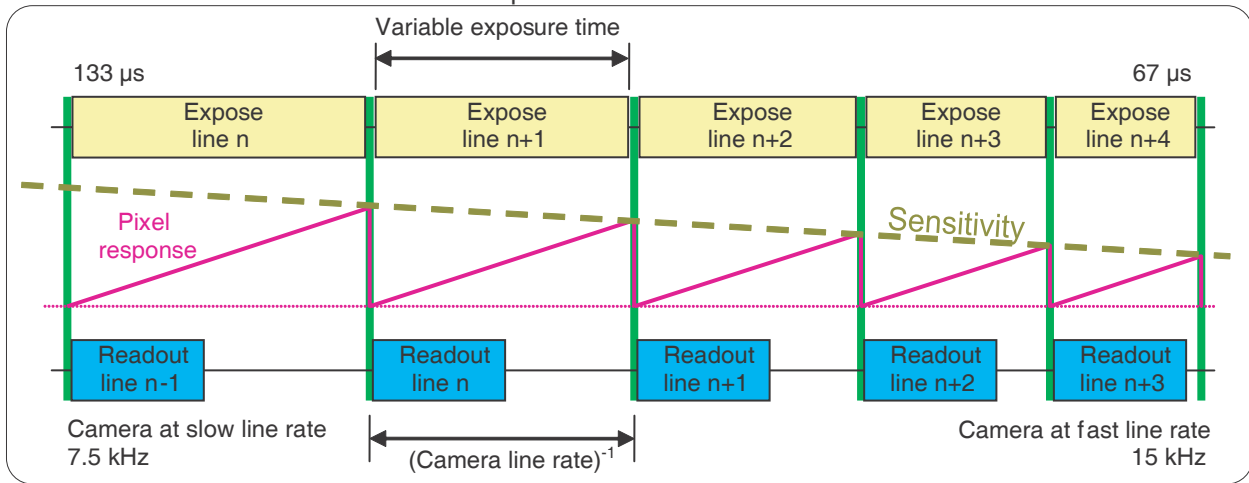 Variable exposure time
133 µs
67 µs
Expose
line n
Expose
line n+1
Expose
line n+2
Expose
line n+3
Expose
line n+4
Pixel
response
Sensitivity
Readout
line n-1
Readout
line n
Readout
line n+1
Readout
line n+2
Readout
line n+3
Camera at slow line rate
7.5 kHz
(Camera line rate)⁻¹
Camera at fast line rate
15 kHz